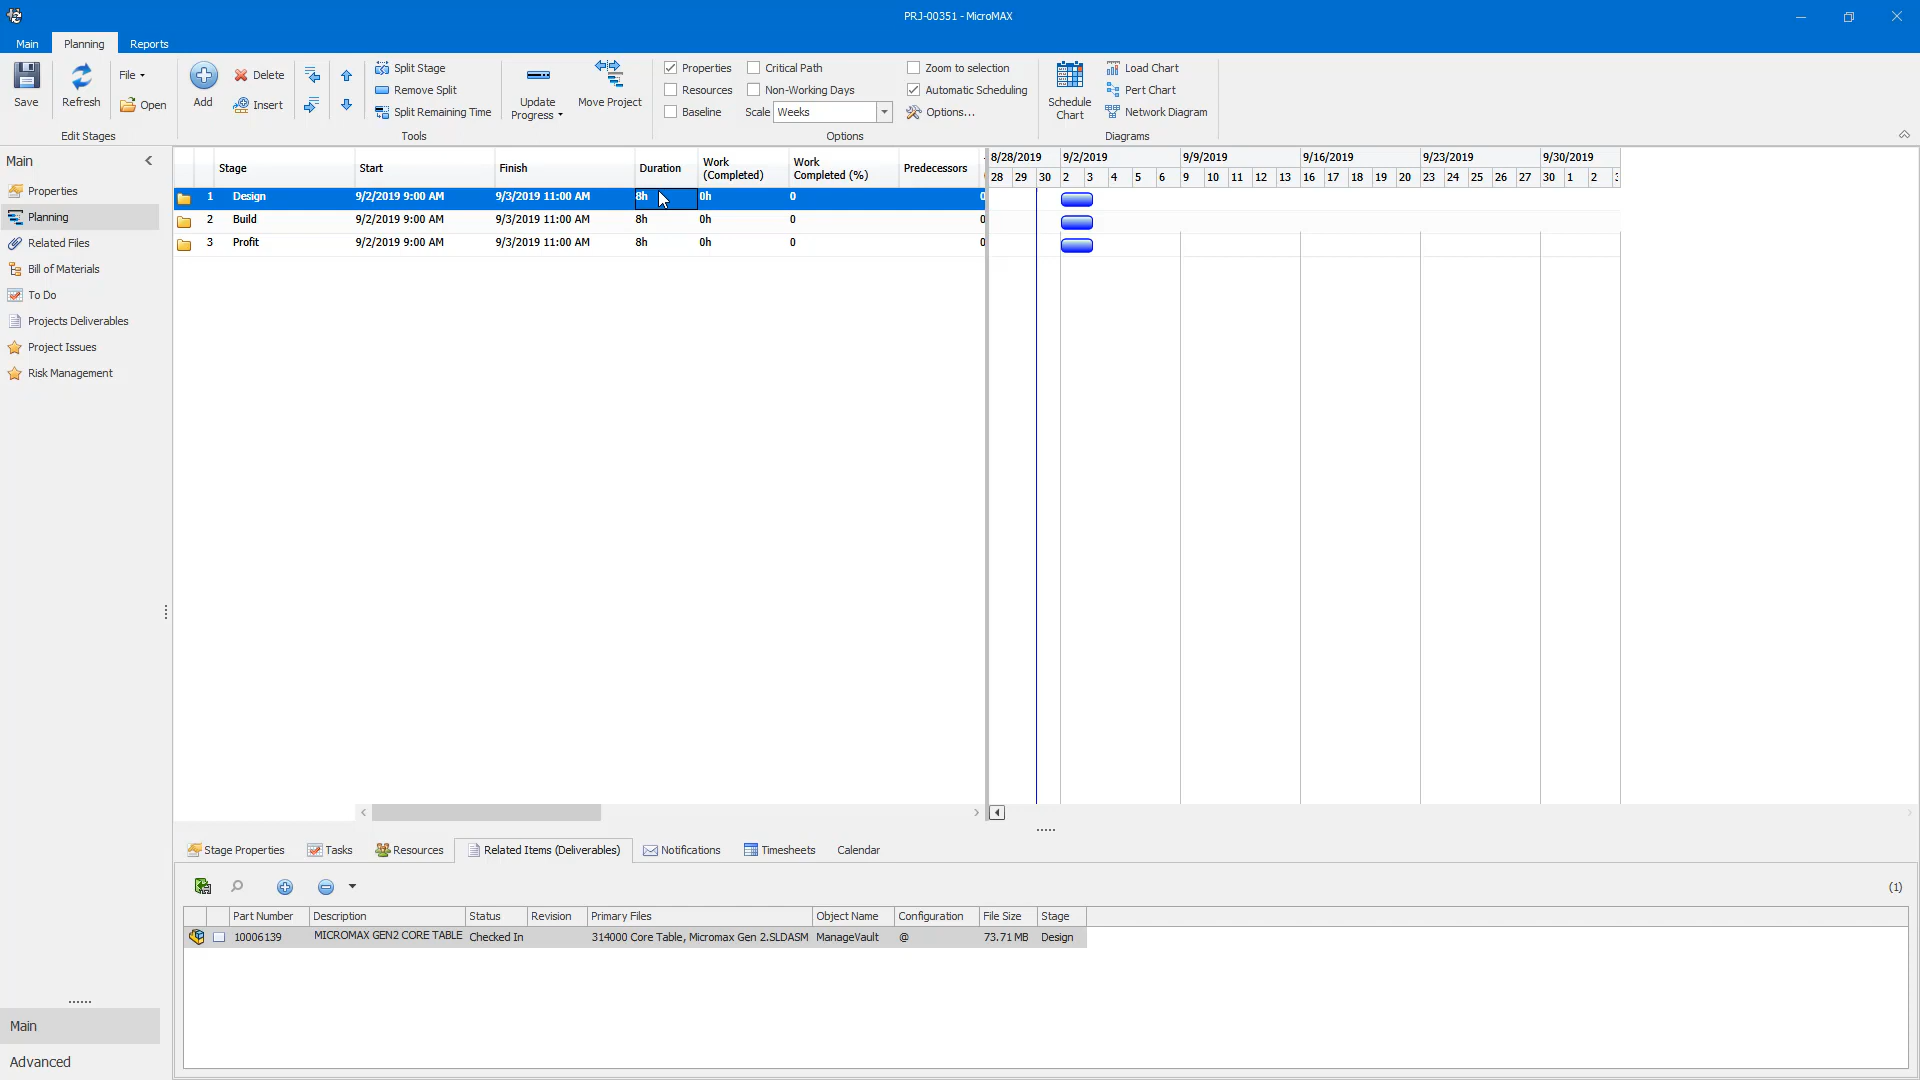 PRJ-00351 - MicroMAX
Main Planning Reports
Save Refresh File Open
Edit Stages
Add Delete Insert
Split Stage
Remove Split
Split Remaining Time
Tools
Update Progress Move Project
Properties Critical Path Zoom to selection
Resources Non-Working Days Automatic Scheduling
Baseline Scale Weeks Options...
Options
Schedule Chart
Load Chart
Pert Chart
Network Diagram
Diagrams
Main
Properties
Planning
Related Files
Bill of Materials
To Do
Projects Deliverables
Project Issues
Risk Management
Main
Advanced
Stage Start Finish Duration Work (Completed) Work Completed (%) Predecessors
1 Design 9/2/2019 9:00 AM 9/3/2019 11:00 AM 8h 0h 0 0
2 Build 9/2/2019 9:00 AM 9/3/2019 11:00 AM 8h 0h 0 0
3 Profit 9/2/2019 9:00 AM 9/3/2019 11:00 AM 8h 0h 0 0
8/28/2019 9/2/2019 9/9/2019 9/16/2019 9/23/2019 9/30/2019
28 29 30 2 3 4 5 6 9 10 11 12 13 16 17 18 19 20 23 24 25 26 27 30 1 2
Stage Properties Tasks Resources Related Items (Deliverables) Notifications Timesheets Calendar
(1)
Part Number Description Status Revision Primary Files Object Name Configuration File Size Stage
10006139 MICROMAX GEN2 CORE TABLE Checked In 314000 Core Table, Micromax Gen 2.SLDASM ManageVault @ 73.71 MB Design